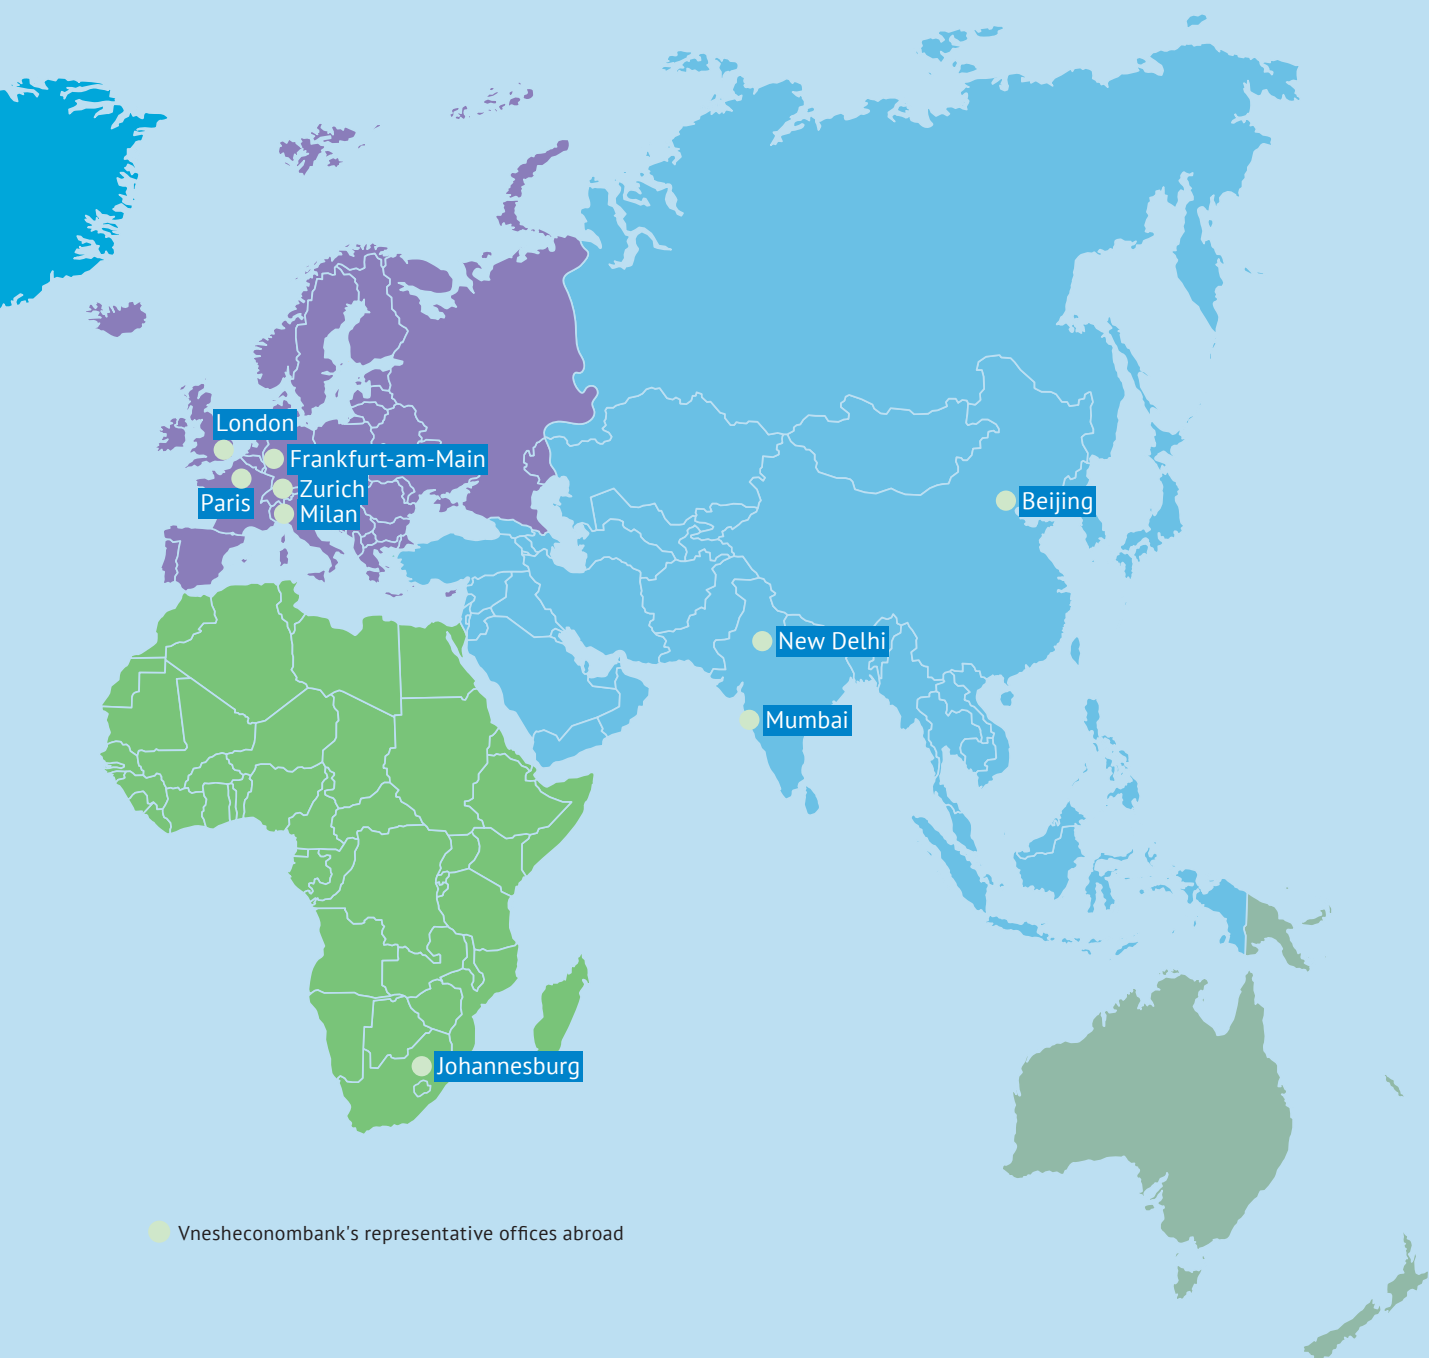 London
Frankfurt-am-Main
Zurich
Paris
Milan
Beijing
New Delhi
Mumbai
Johannesburg
Vnesheconombank's representative offices abroad